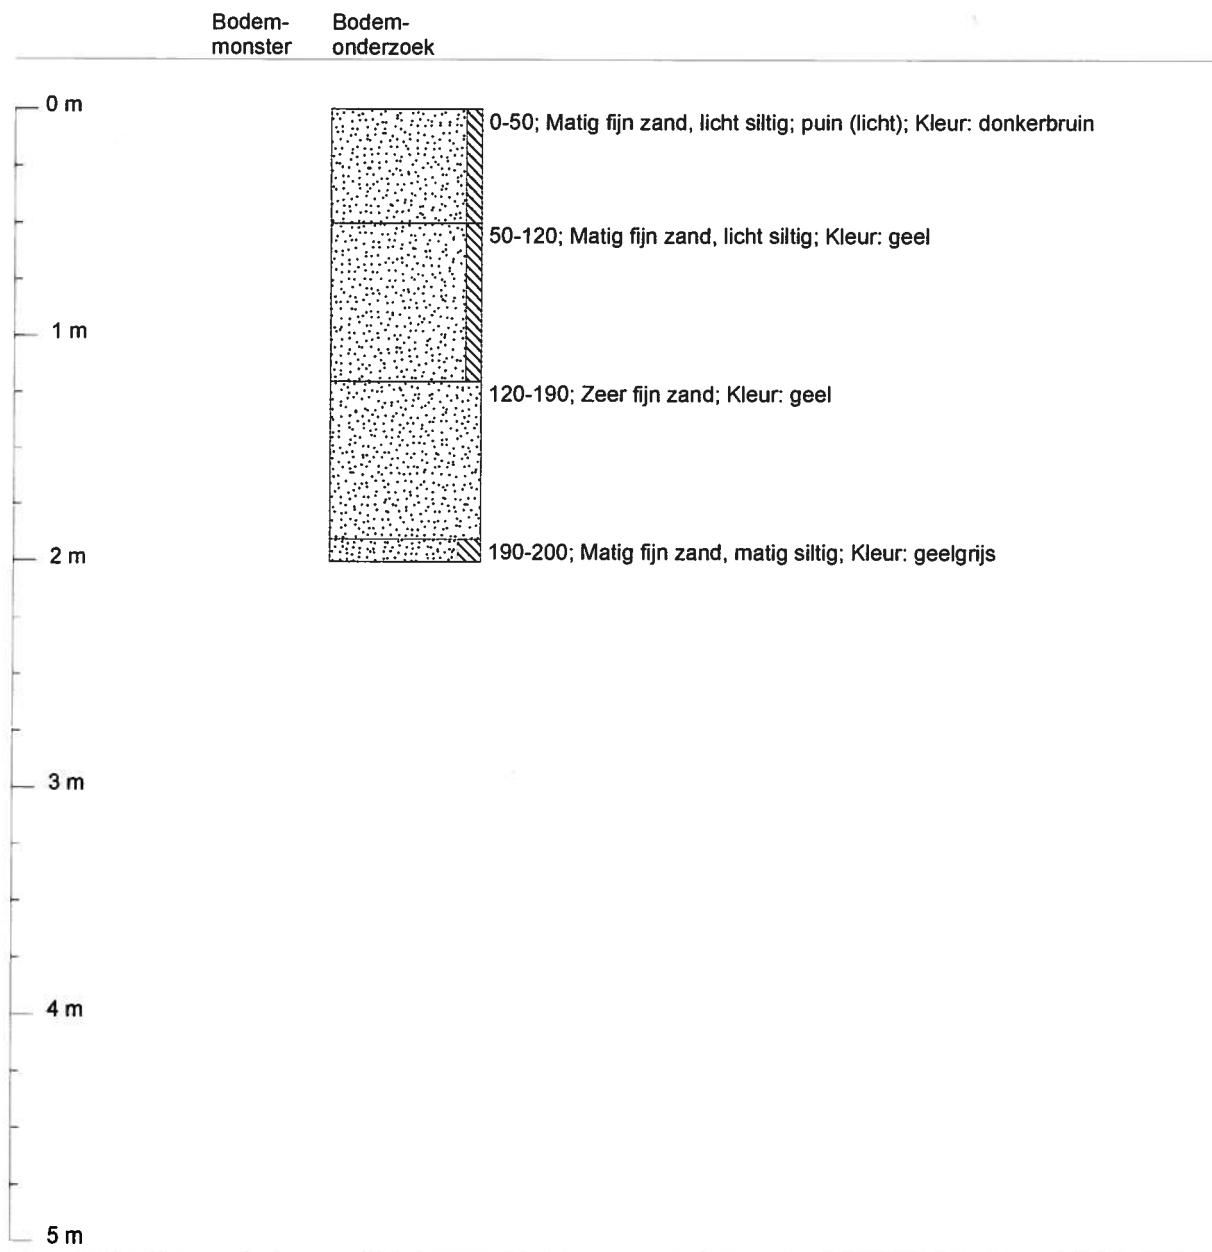 Bodem-
monster
Bodem-
onderzoek
0 m
0-50; Matig fijn zand, licht siltig; puin (licht); Kleur: donkerbruin
50-120; Matig fijn zand, licht siltig; Kleur: geel
1 m
120-190; Zeer fijn zand; Kleur: geel
2 m
190-200; Matig fijn zand, matig siltig; Kleur: geelgrijs
3 m
4 m
5 m